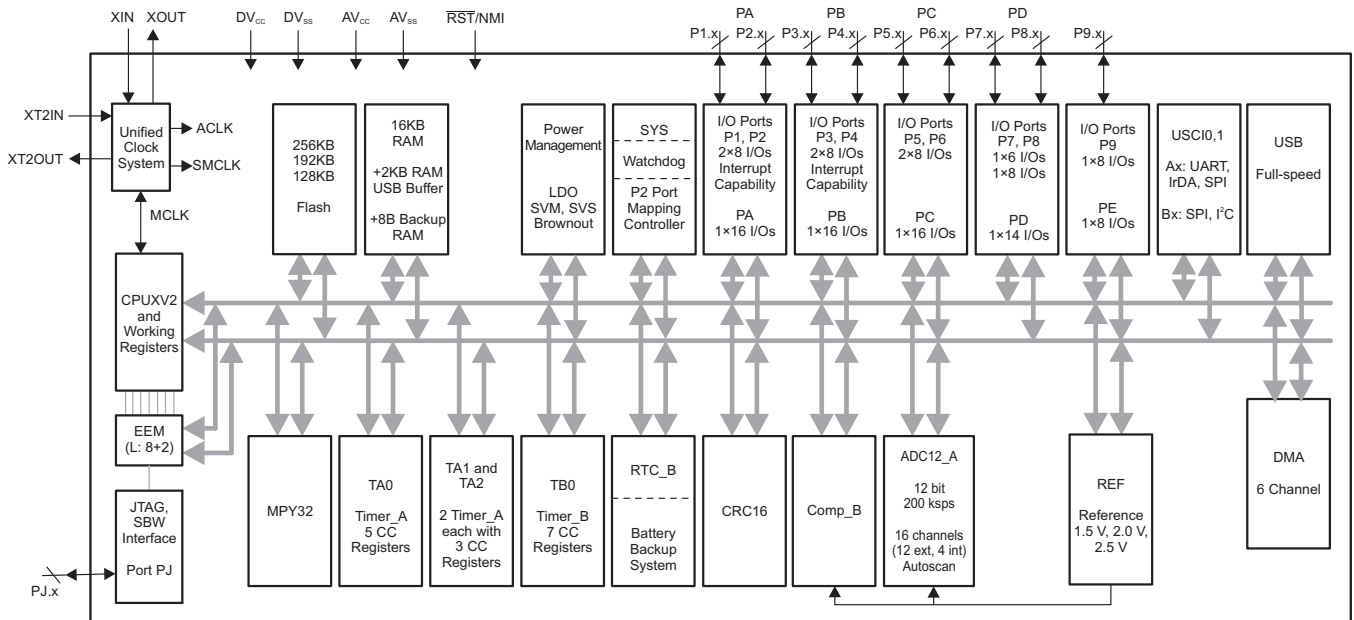 XIN XOUT DVCC DVSS AVCC AVSS RST/NMI PA PB PC PD
P1.x P2.x P3.x P4.x P5.x P6.x P7.x P8.x P9.x
XT2IN
XT2OUT
Unified
Clock
System
ACLK
SMCLK
MCLK
256KB
192KB
128KB
Flash
16KB
RAM
+2KB RAM
USB Buffer
+8B Backup
RAM
Power
Management
LDO
SVM, SVS
Brownout
SYS
Watchdog
P2 Port
Mapping
Controller
I/O Ports
P1, P2
2×8 I/Os
Interrupt
Capability
PA
1×16 I/Os
I/O Ports
P3, P4
2×8 I/Os
Interrupt
Capability
PB
1×16 I/Os
I/O Ports
P5, P6
2×8 I/Os
PC
1×16 I/Os
I/O Ports
P7, P8
1×6 I/Os
1×8 I/Os
PD
1×14 I/Os
I/O Ports
P9
1×8 I/Os
PE
1×8 I/Os
USCI0,1
Ax: UART,
IrDA, SPI
Bx: SPI, I²C
USB
Full-speed
CPUXV2
and
Working
Registers
EEM
(L: 8+2)
JTAG,
SBW
Interface
Port PJ
PJ.x
MPY32
TA0
Timer_A
5 CC
Registers
TA1 and
TA2
2 Timer_A
each with
3 CC
Registers
TB0
Timer_B
7 CC
Registers
RTC_B
Battery
Backup
System
CRC16
Comp_B
ADC12_A
12 bit
200 ksps
16 channels
(12 ext, 4 int)
Autoscan
REF
Reference
1.5 V, 2.0 V,
2.5 V
DMA
6 Channel